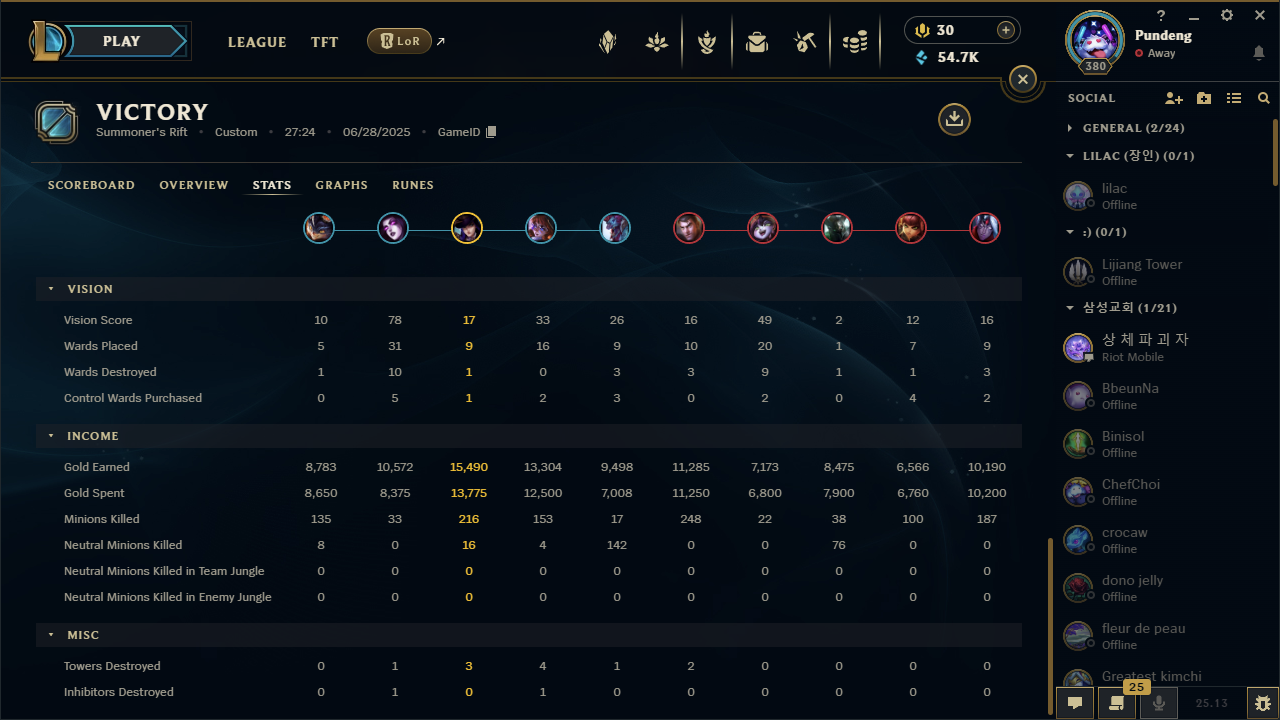 PLAY
LEAGUE TFT LoR
30
54.7K
?
Pundeng
Away
380
VICTORY
Summoner's Rift • Custom • 27:24 • 06/28/2025 • GameID
SCOREBOARD OVERVIEW STATS GRAPHS RUNES
VISION
Vision Score 10 78 17 33 26 16 49 2 12 16
Wards Placed 5 31 9 16 9 10 20 1 7 9
Wards Destroyed 1 10 1 0 3 3 9 1 1 3
Control Wards Purchased 0 5 1 2 3 0 2 0 4 2
INCOME
Gold Earned 8,783 10,572 15,490 13,304 9,498 11,285 7,173 8,475 6,566 10,190
Gold Spent 8,650 8,375 13,775 12,500 7,008 11,250 6,800 7,900 6,760 10,200
Minions Killed 135 33 216 153 17 248 22 38 100 187
Neutral Minions Killed 8 0 16 4 142 0 0 76 0 0
Neutral Minions Killed in Team Jungle 0 0 0 0 0 0 0 0 0 0
Neutral Minions Killed in Enemy Jungle 0 0 0 0 0 0 0 0 0 0
MISC
Towers Destroyed 0 1 3 4 1 2 0 0 0 0
Inhibitors Destroyed 0 1 0 1 0 0 0 0 0 0
SOCIAL
GENERAL (2/24)
LILAC (장인) (0/1)
lilac
Offline
:) (0/1)
Lijiang Tower
Offline
삼성교회 (1/21)
상 체 파 괴 자
Riot Mobile
BbeunNa
Offline
Binisol
Offline
ChefChoi
Offline
crocaw
Offline
dono jelly
Offline
fleur de peau
Offline
Greatest kimchi
25
25.13